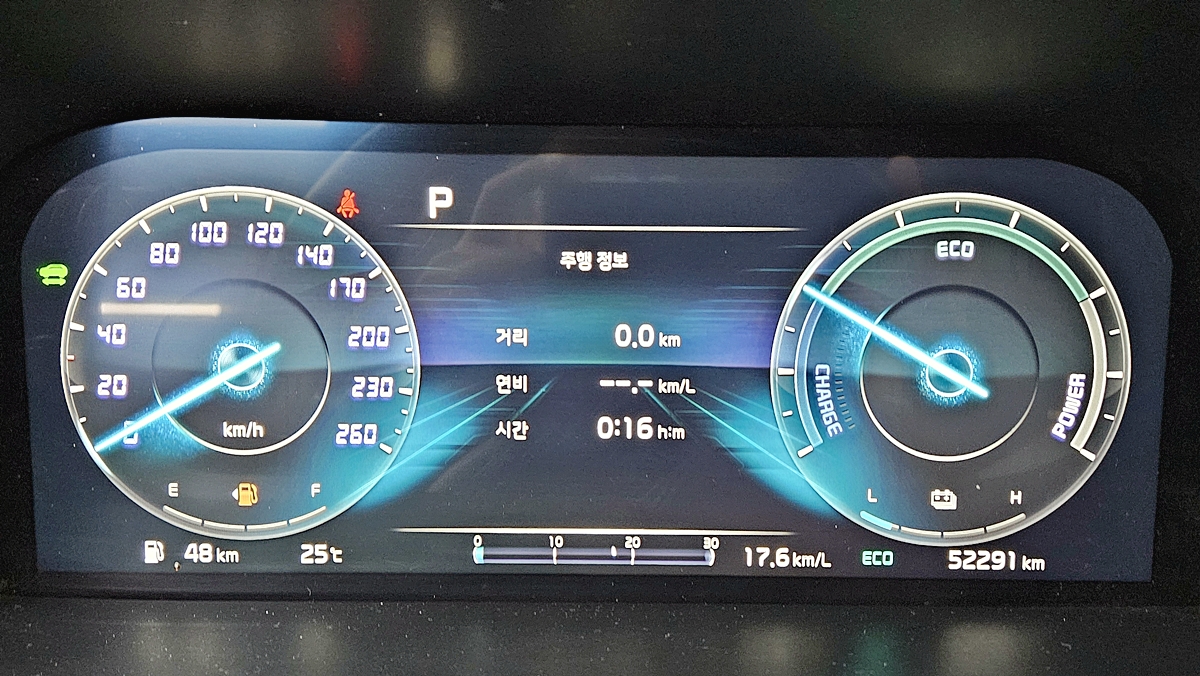 P
100 120
80 140
60 170
40 200
20 230
0 260
km/h
E F
48 km
25℃
주행 정보
거리 0.0 km
연비 --.- km/L
시간 0:16 h:m
0 10 20 30
17.6 km/L
ECO
CHARGE
POWER
L H
ECO
52291 km